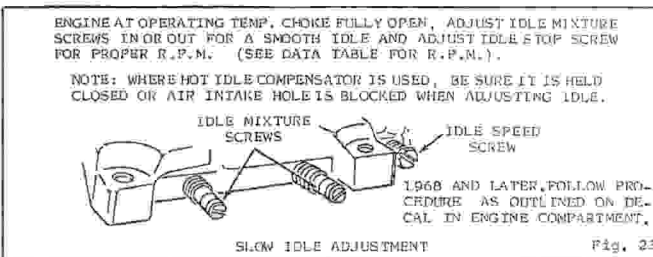 ENGINE AT OPERATING TEMP. CHOKE FULLY OPEN, ADJUST IDLE MIXTURE
SCREWS IN OR OUT FOR A SMOOTH IDLE AND ADJUST IDLE STOP SCREW
FOR PROPER R.P.M. (SEE DATA TABLE FOR R.P.M.).
NOTE: WHERE HOT IDLE COMPENSATOR IS USED, BE SURE IT IS HELD
CLOSED OR AIR INTAKE HOLE IS BLOCKED WHEN ADJUSTING IDLE.
IDLE MIXTURE
SCREWS
IDLE SPEED
SCREW
1968 AND LATER, FOLLOW PRO-
CEDURE AS OUTLINED ON DE-
CAL IN ENGINE COMPARTMENT.
SLOW IDLE ADJUSTMENT
Fig. 23